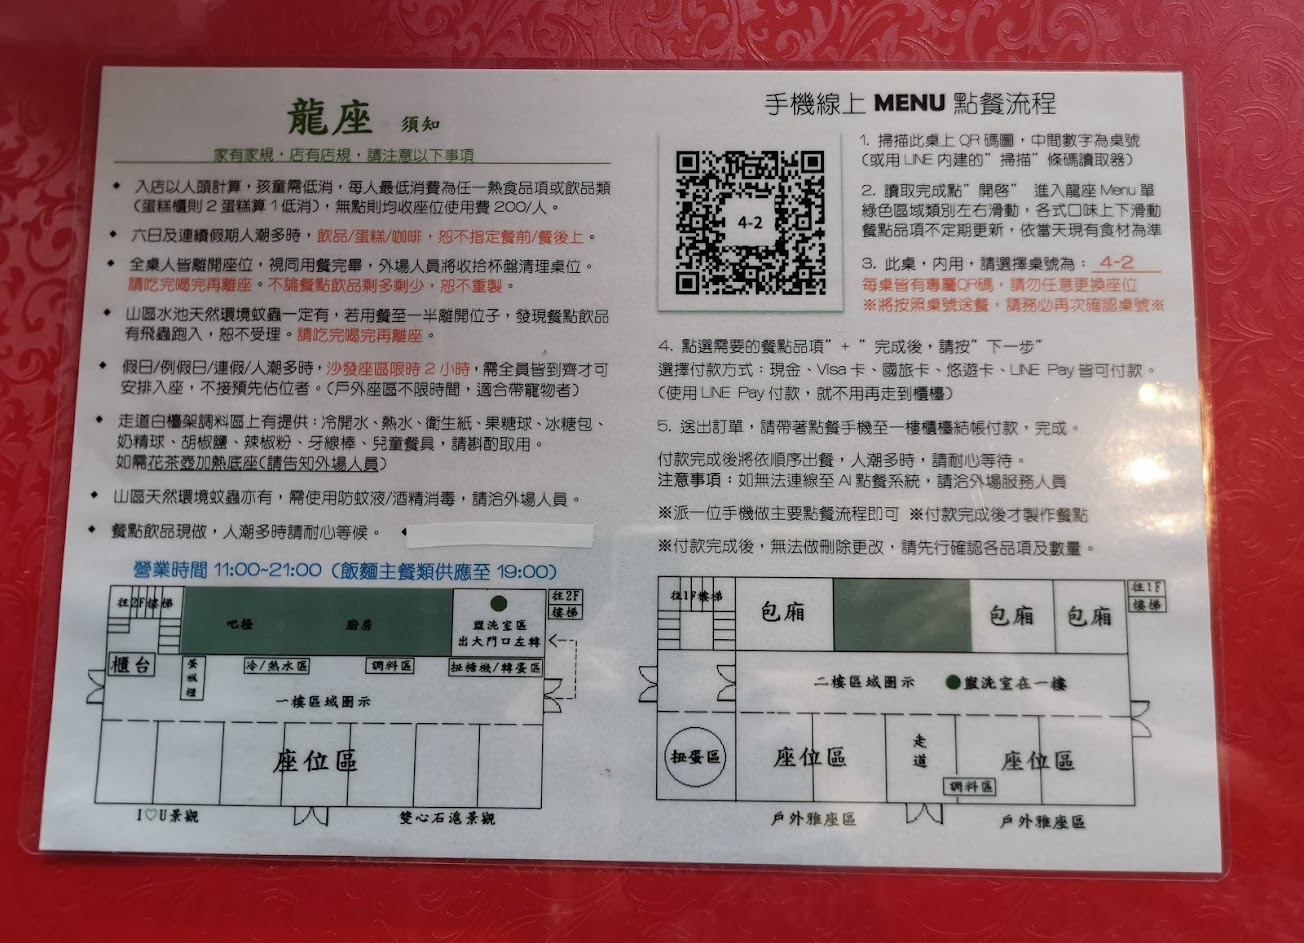 龍座 須知
家有家規，店有店規，請注意以下事項
◆ 入店以人頭計算，孩童需低消，每人最低消費為任一熱食品項或飲品類
（蛋糕櫃則 2 蛋糕算 1 低消），無點則均收座位使用費 200/人。
◆ 六日及連續假期人潮多時，飲品/蛋糕/咖啡，恕不指定餐前/餐後上。
◆ 全桌人皆離開座位，視同用餐完畢，外場人員將收拾杯盤清理桌位。
請吃完喝完再離座。不論餐點飲品剩多剩少，恕不重製。
◆ 山區水池天然環境蚊蟲一定有，若用餐至一半離開位子，發現餐點飲品
有飛蟲跑入，恕不受理。請吃完喝完再離座。
◆ 假日/例假日/連假/人潮多時，沙發座區限時 2 小時，需全員皆到齊才可
安排入座，不接預先佔位者。（戶外座區不限時間，適合帶寵物者）
◆ 走道白檯架調料區上有提供：冷開水、熱水、衛生紙、果糖球、冰糖包、
奶精球、胡椒鹽、辣椒粉、牙線棒、兒童餐具，請斟酌取用。
如需花茶壺加熱底座(請告知外場人員)
◆ 山區天然環境蚊蟲亦有，需使用防蚊液/酒精消毒，請洽外場人員。
◆ 餐點飲品現做，人潮多時請耐心等候。 ◆
營業時間 11:00~21:00（飯麵主餐類供應至 19:00）
往2F樓梯
吧檯
廚房
盥洗室區
出大門口左轉
往2F
樓梯
櫃台
蛋糕櫃
冷/熱水區
調料區
扭糖機/轉蛋區
一樓區域圖示
座位區
I♡U景觀
雙心石滬景觀
手機線上 MENU 點餐流程
4-2
1. 掃描此桌上 QR 碼圖，中間數字為桌號
(或用 LINE 內建的”掃描”條碼讀取器)
2. 讀取完成點”開啓” 進入龍座 Menu 單
綠色區域類別左右滑動，各式口味上下滑動
餐點品項不定期更新，依當天現有食材為準
3. 此桌，內用，請選擇桌號為： 4-2
每桌皆有專屬QR碼，請勿任意更換座位
※將按照桌號送餐，請務必再次確認桌號※
4. 點選需要的餐點品項”+ ”完成後，請按”下一步”
選擇付款方式：現金、Visa 卡、國旅卡、悠遊卡、LINE Pay 皆可付款。
(使用 LINE Pay 付款，就不用再走到櫃檯)
5. 送出訂單，請帶著點餐手機至一樓櫃檯結帳付款，完成。
付款完成後將依順序出餐，人潮多時，請耐心等待。
注意事項：如無法連線至 AI 點餐系統，請洽外場服務人員
※派一位手機做主要點餐流程即可 ※付款完成後才製作餐點
※付款完成後，無法做刪除更改，請先行確認各品項及數量。
往1F樓梯
包廂
包廂
包廂
往1F
樓梯
二樓區域圖示
盥洗室在一樓
扭蛋區
座位區
走道
座位區
調料區
戶外雅座區
戶外雅座區